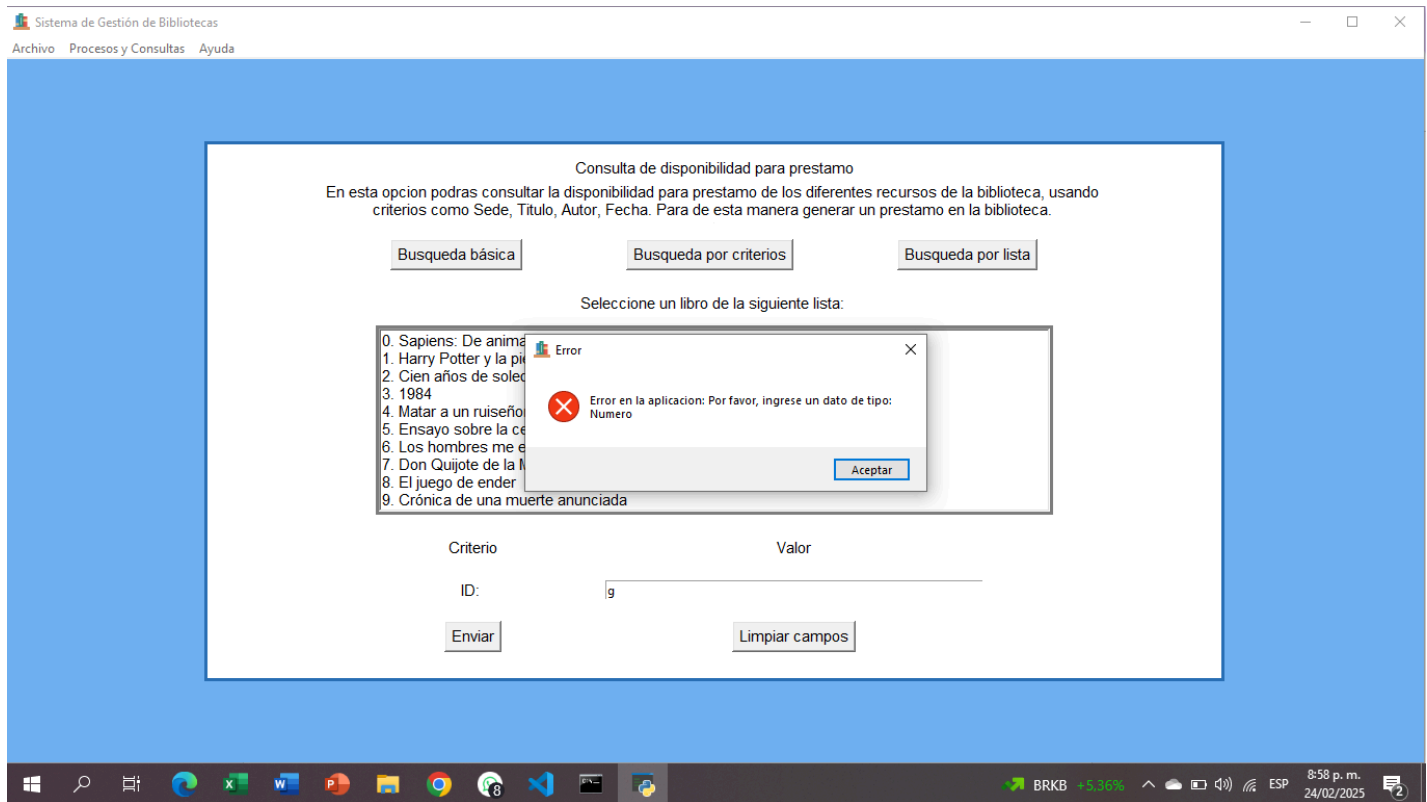 Sistema de Gestión de Bibliotecas
Archivo Procesos y Consultas Ayuda
Consulta de disponibilidad para prestamo
En esta opcion podras consultar la disponibilidad para prestamo de los diferentes recursos de la biblioteca, usando
criterios como Sede, Titulo, Autor, Fecha. Para de esta manera generar un prestamo en la biblioteca.
Busqueda básica Busqueda por criterios Busqueda por lista
Seleccione un libro de la siguiente lista:
0. Sapiens: De anima
1. Harry Potter y la pie
2. Cien años de soled
3. 1984
4. Matar a un ruiseño
5. Ensayo sobre la ce
6. Los hombres me e
7. Don Quijote de la M
8. El juego de ender
9. Crónica de una muerte anunciada
Error
Error en la aplicacion: Por favor, ingrese un dato de tipo:
Numero
Aceptar
Criterio Valor
ID: g
Enviar Limpiar campos
BRKB +5,36% ESP 8:58 p. m.
24/02/2025
8
2